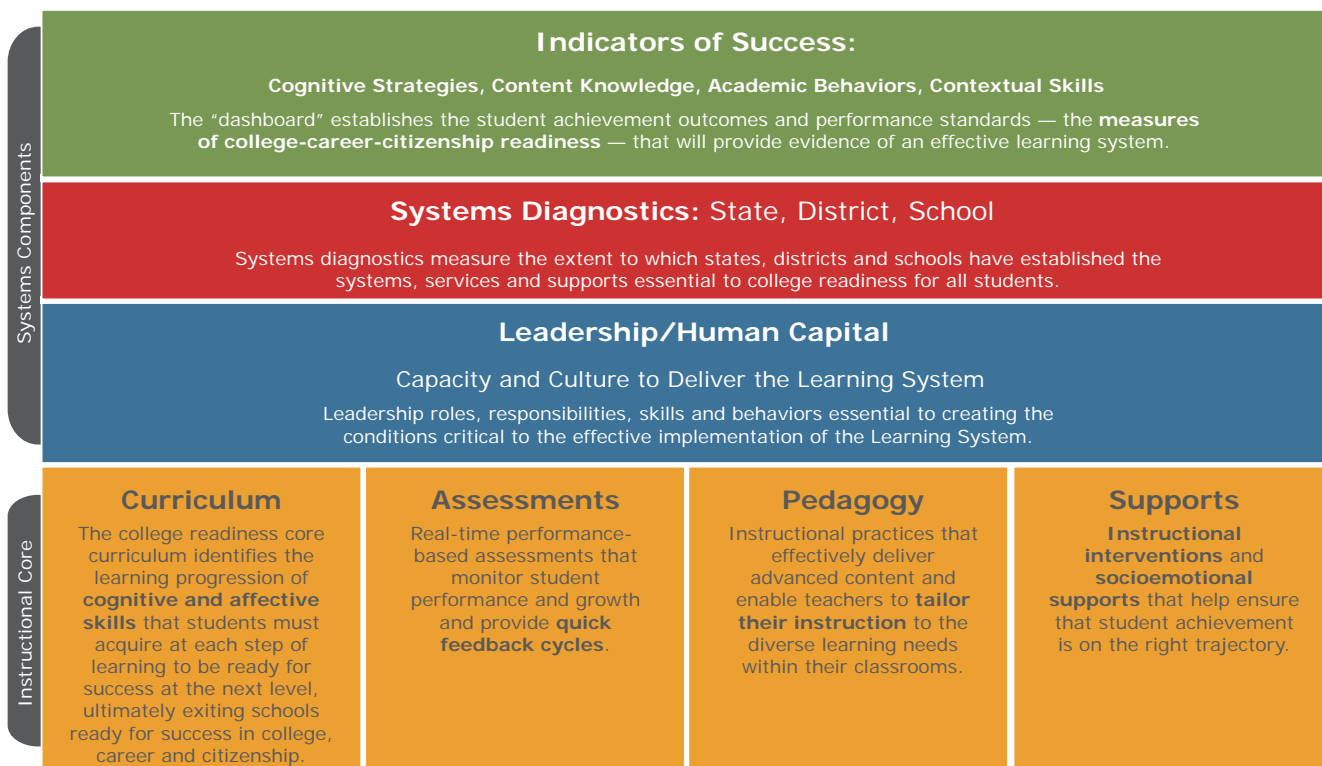 Systems Components
Indicators of Success:
Cognitive Strategies, Content Knowledge, Academic Behaviors, Contextual Skills
The “dashboard” establishes the student achievement outcomes and performance standards — the measures
of college-career-citizenship readiness — that will provide evidence of an effective learning system.
Systems Diagnostics: State, District, School
Systems diagnostics measure the extent to which states, districts and schools have established the
systems, services and supports essential to college readiness for all students.
Leadership/Human Capital
Capacity and Culture to Deliver the Learning System
Leadership roles, responsibilities, skills and behaviors essential to creating the
conditions critical to the effective implementation of the Learning System.
Instructional Core
Curriculum
The college readiness core
curriculum identifies the
learning progression of
cognitive and affective
skills that students must
acquire at each step of
learning to be ready for
success at the next level,
ultimately exiting schools
ready for success in college,
career and citizenship.
Assessments
Real-time performance-
based assessments that
monitor student
performance and growth
and provide quick
feedback cycles.
Pedagogy
Instructional practices that
effectively deliver
advanced content and
enable teachers to tailor
their instruction to the
diverse learning needs
within their classrooms.
Supports
Instructional
interventions and
socioemotional
supports that help ensure
that student achievement
is on the right trajectory.